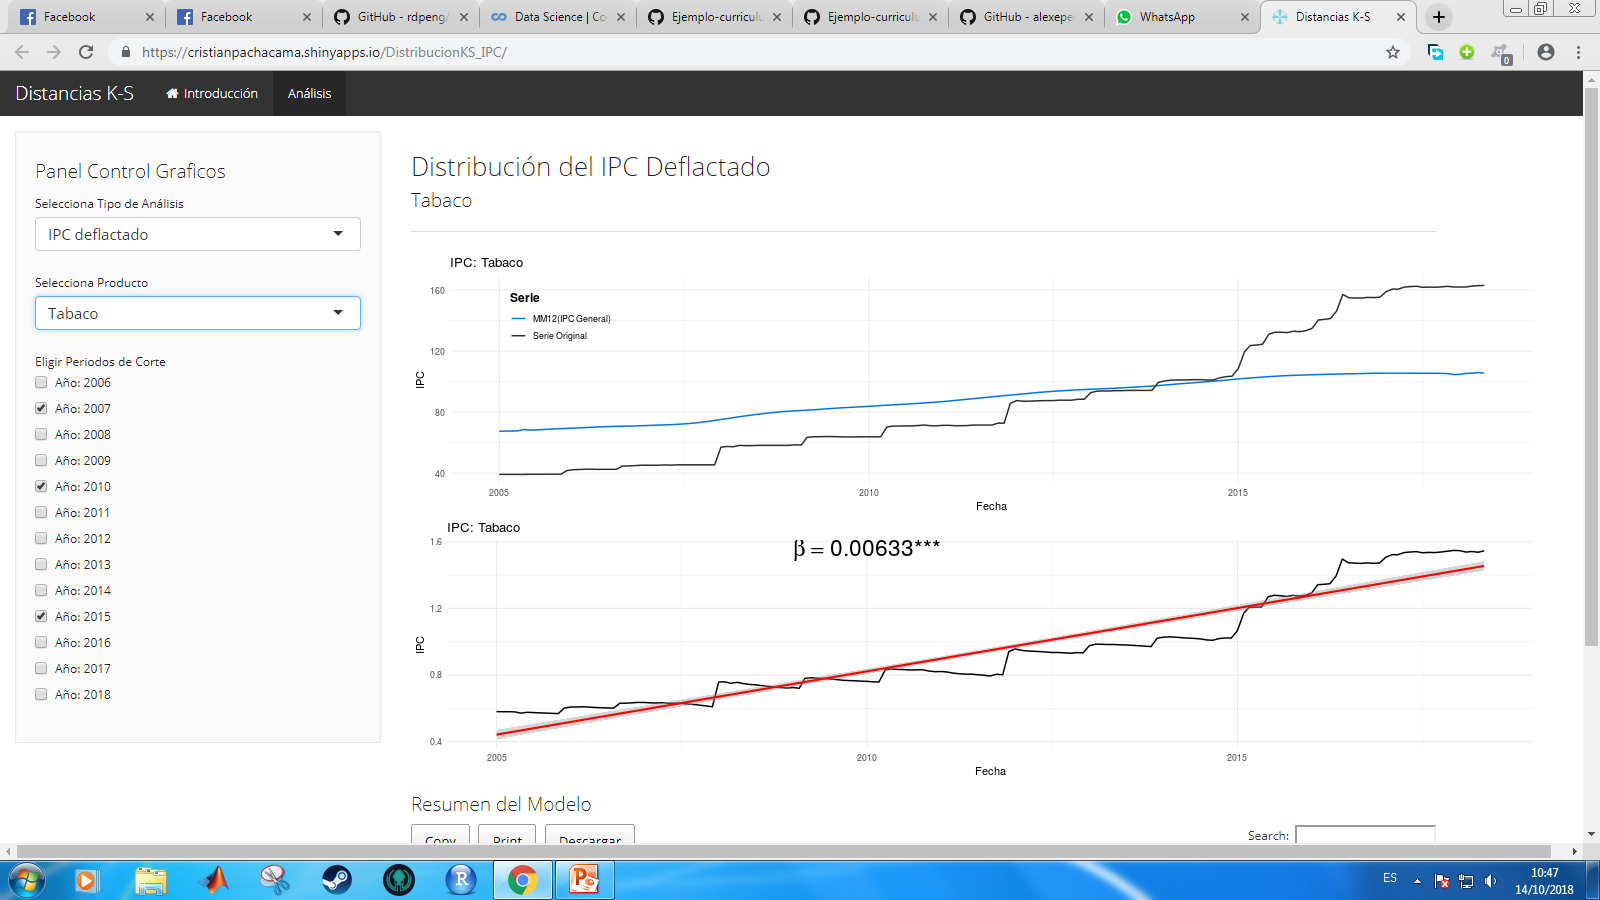 Facebook
Facebook
GitHub - rdpeng/
Data Science | Co
Ejemplo-curriculu
Ejemplo-curriculu
GitHub - alexepe
WhatsApp
Distancias K-S
https://cristianpachacama.shinyapps.io/DistribucionKS_IPC/
0
Distancias K-S
Introducción
Análisis
Panel Control Graficos
Selecciona Tipo de Análisis
IPC deflactado
Selecciona Producto
Tabaco
Eligir Periodos de Corte
Año: 2006
Año: 2007
Año: 2008
Año: 2009
Año: 2010
Año: 2011
Año: 2012
Año: 2013
Año: 2014
Año: 2015
Año: 2016
Año: 2017
Año: 2018
Distribución del IPC Deflactado
Tabaco
IPC: Tabaco
Serie
MM12(IPC General)
Serie Original
160
120
80
40
IPC
2005
2010
2015
Fecha
IPC: Tabaco
β = 0.00633***
1.6
1.2
0.8
0.4
IPC
2005
2010
2015
Fecha
Resumen del Modelo
Copy
Print
Descargar
Search:
ES
10:47
14/10/2018